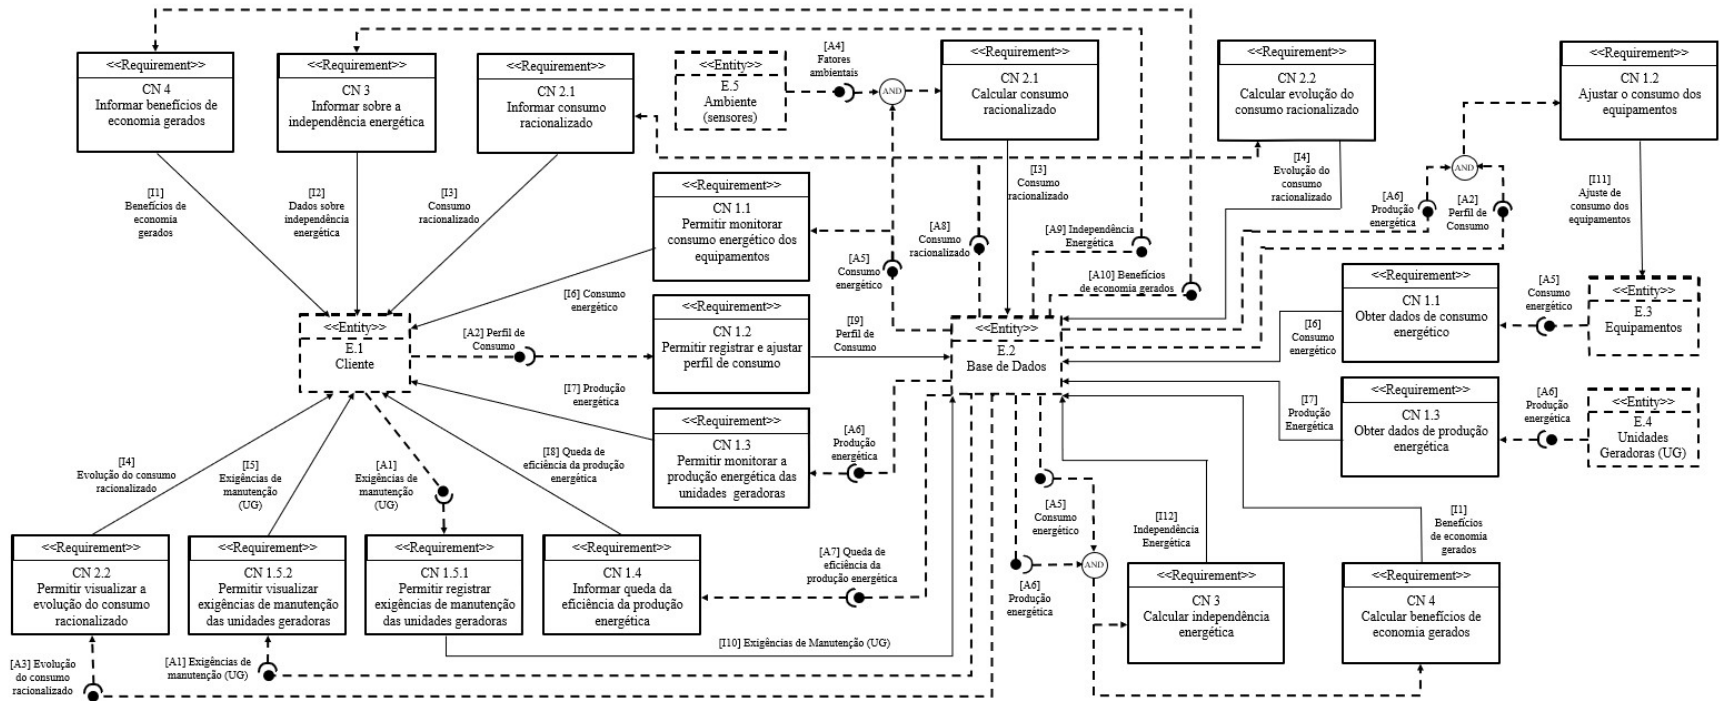 <<Requirement>>
CN 4
Informar benefícios de
economia gerados
<<Requirement>>
CN 3
Informar sobre a
independência energética
<<Requirement>>
CN 2.1
Informar consumo
racionalizado
<<Entity>>
E.5
Ambiente
(sensores)
[A4]
Fatores
ambientais
AND
<<Requirement>>
CN 2.1
Calcular consumo
racionalizado
<<Requirement>>
CN 2.2
Calcular evolução do
consumo racionalizado
<<Requirement>>
CN 1.2
Ajustar o consumo dos
equipamentos
[I1]
Benefícios de
economia
gerados
[I2]
Dados sobre
independência
energética
[I3]
Consumo
racionalizado
<<Requirement>>
CN 1.1
Permitir monitorar
consumo energético dos
equipamentos
[A5]
Consumo
energético
[A8]
Consumo
racionalizado
[I3]
Consumo
racionalizado
[A9] Independência
Energética
[A10] Benefícios
de economia gerados
[I4]
Evolução do
consumo
racionalizado
[A6]
Produção
energética
AND
[A2]
Perfil de
Consumo
[I11]
Ajuste de
consumo dos
equipamentos
[I6] Consumo
energético
<<Entity>>
E.1
Cliente
[A2] Perfil de
Consumo
<<Requirement>>
CN 1.2
Permitir registrar e ajustar
perfil de consumo
[I9]
Perfil de
Consumo
<<Entity>>
E.2
Base de Dados
[I6]
Consumo
energético
<<Requirement>>
CN 1.1
Obter dados de consumo
energético
[A5]
Consumo
energético
<<Entity>>
E.3
Equipamentos
[I7] Produção
energética
<<Requirement>>
CN 1.3
Permitir monitorar a
produção energética das
unidades geradoras
[A6]
Produção
energética
[I7]
Produção
Energética
<<Requirement>>
CN 1.3
Obter dados de produção
energética
[A6]
Produção
energética
<<Entity>>
E.4
Unidades
Geradoras (UG)
[I4]
Evolução do consumo
racionalizado
[I5]
Exigências de
manutenção
(UG)
[A1]
Exigências de
manutenção
(UG)
[I8] Queda de
eficiência da produção
energética
[A5]
Consumo
energético
[A7] Queda de
eficiência da
produção energética
[A6]
Produção
energética
AND
[I12]
Independência
Energética
[I1]
Benefícios
de economia
gerados
<<Requirement>>
CN 2.2
Permitir visualizar a
evolução do consumo
racionalizado
<<Requirement>>
CN 1.5.2
Permitir visualizar
exigências de manutenção
das unidades geradoras
<<Requirement>>
CN 1.5.1
Permitir registrar
exigências de manutenção
das unidades geradoras
<<Requirement>>
CN 1.4
Informar queda da
eficiência da produção
energética
<<Requirement>>
CN 3
Calcular independência
energética
<<Requirement>>
CN 4
Calcular benefícios de
economia gerados
[I10] Exigências de Manutenção (UG)
[A3] Evolução
do consumo
racionalizado
[A1] Exigências de
manutenção (UG)